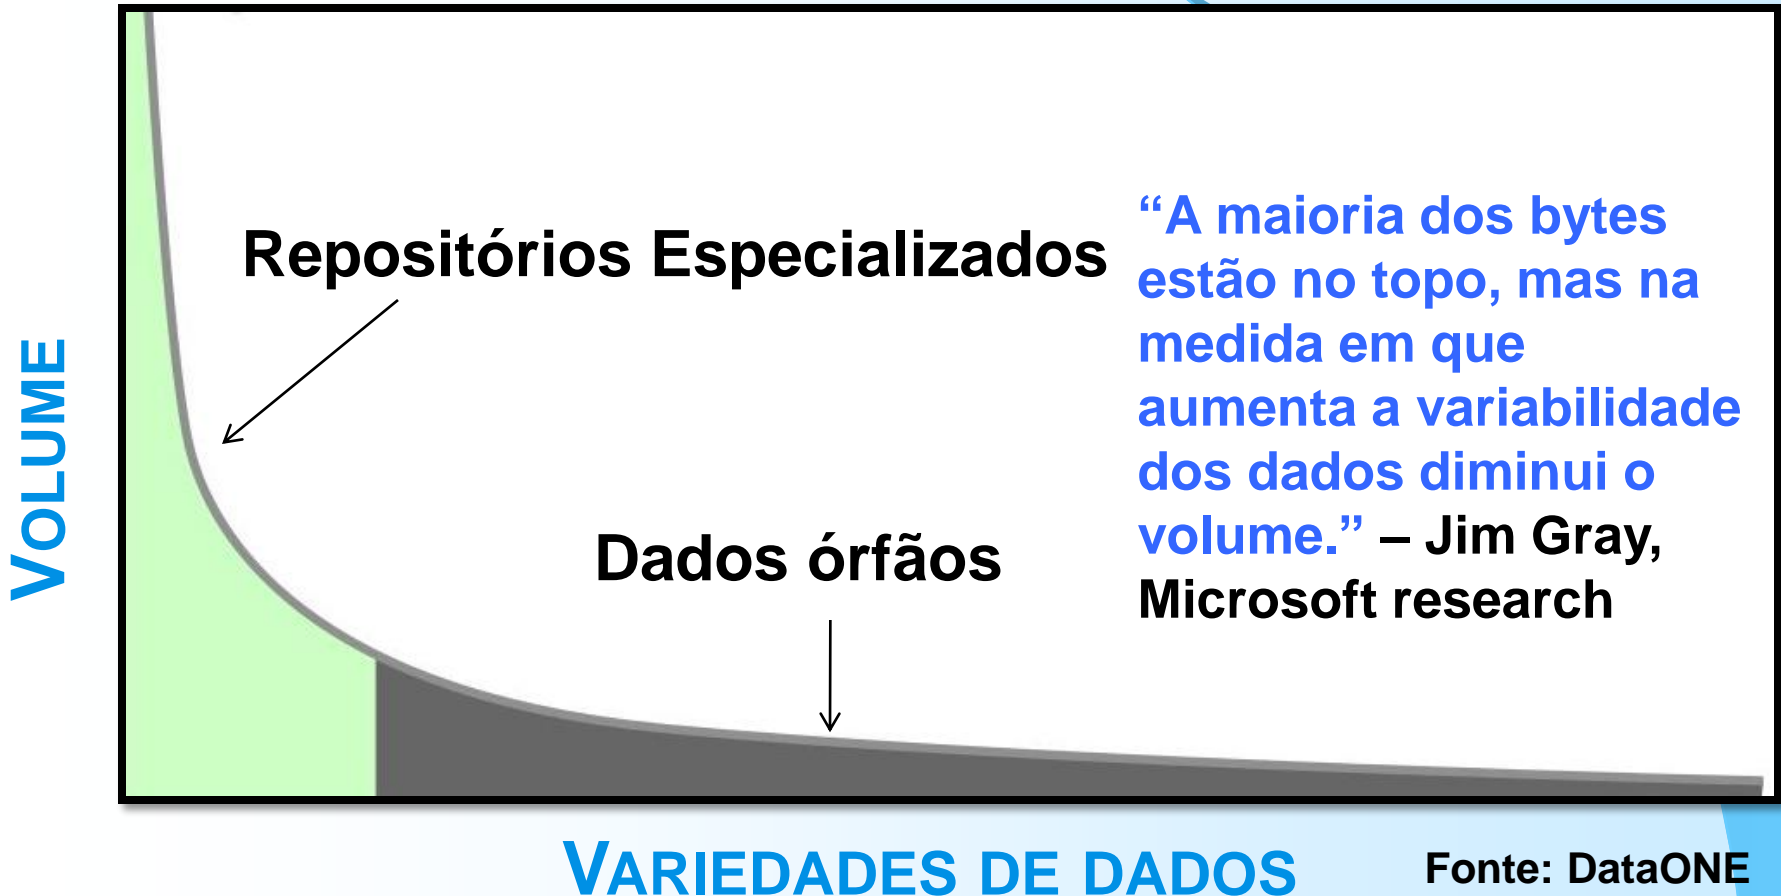 VOLUME
Repositórios Especializados
Dados órfãos
“A maioria dos bytes
estão no topo, mas na
medida em que
aumenta a variabilidade
dos dados diminui o
volume.” – Jim Gray,
Microsoft research
VARIEDADES DE DADOS
Fonte: DataONE